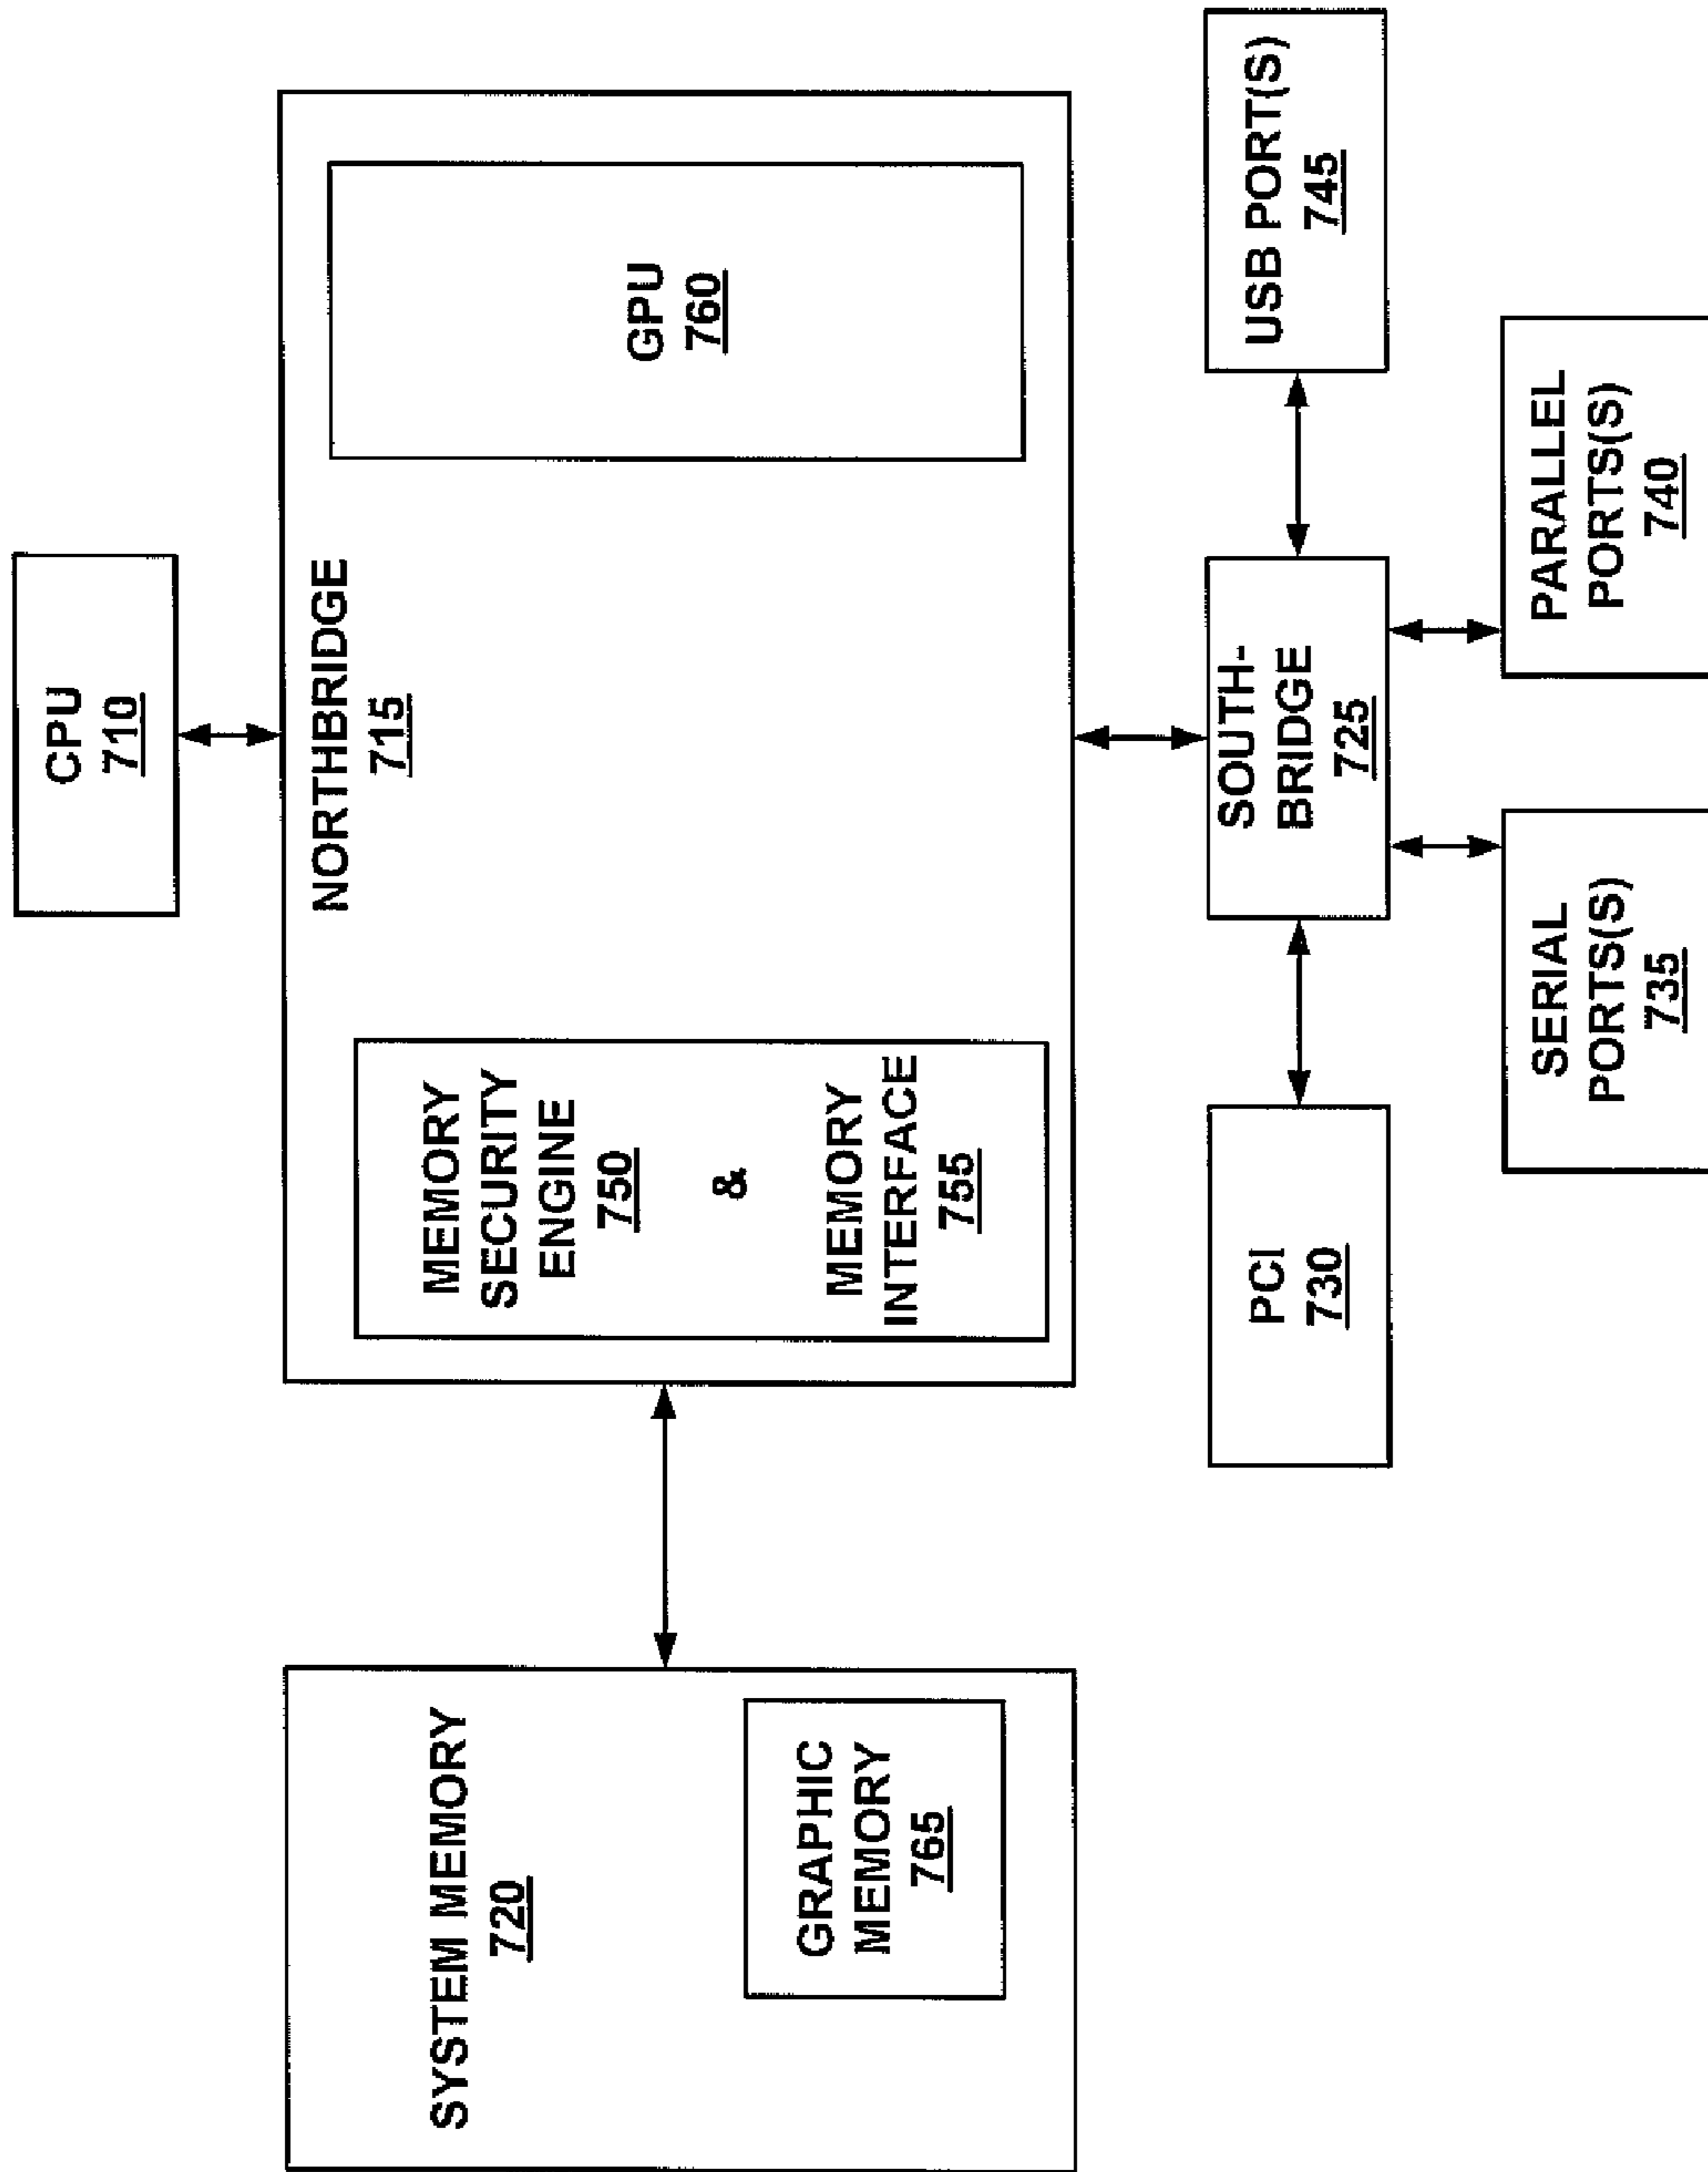 CPU
710
NORTHBRIDGE
715
SYSTEM MEMORY
720
GRAPHIC
MEMORY
765
MEMORY
SECURITY
ENGINE
750
&
MEMORY
INTERFACE
755
GPU
760
SOUTH-
BRIDGE
725
PCI
730
USB PORT(S)
745
SERIAL
PORTS(S)
735
PARALLEL
PORTS(S)
740